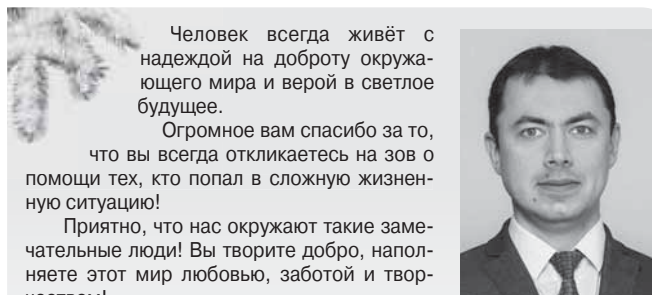 Человек всегда живёт с
надеждой на доброту окружа-
ющего мира и верой в светлое
будущее.
Огромное вам спасибо за то,
что вы всегда откликаетесь на зов о
помощи тех, кто попал в сложную жизнен-
ную ситуацию!
Приятно, что нас окружают такие заме-
чательные люди! Вы творите добро, напол-
няете этот мир любовью, заботой и твор-